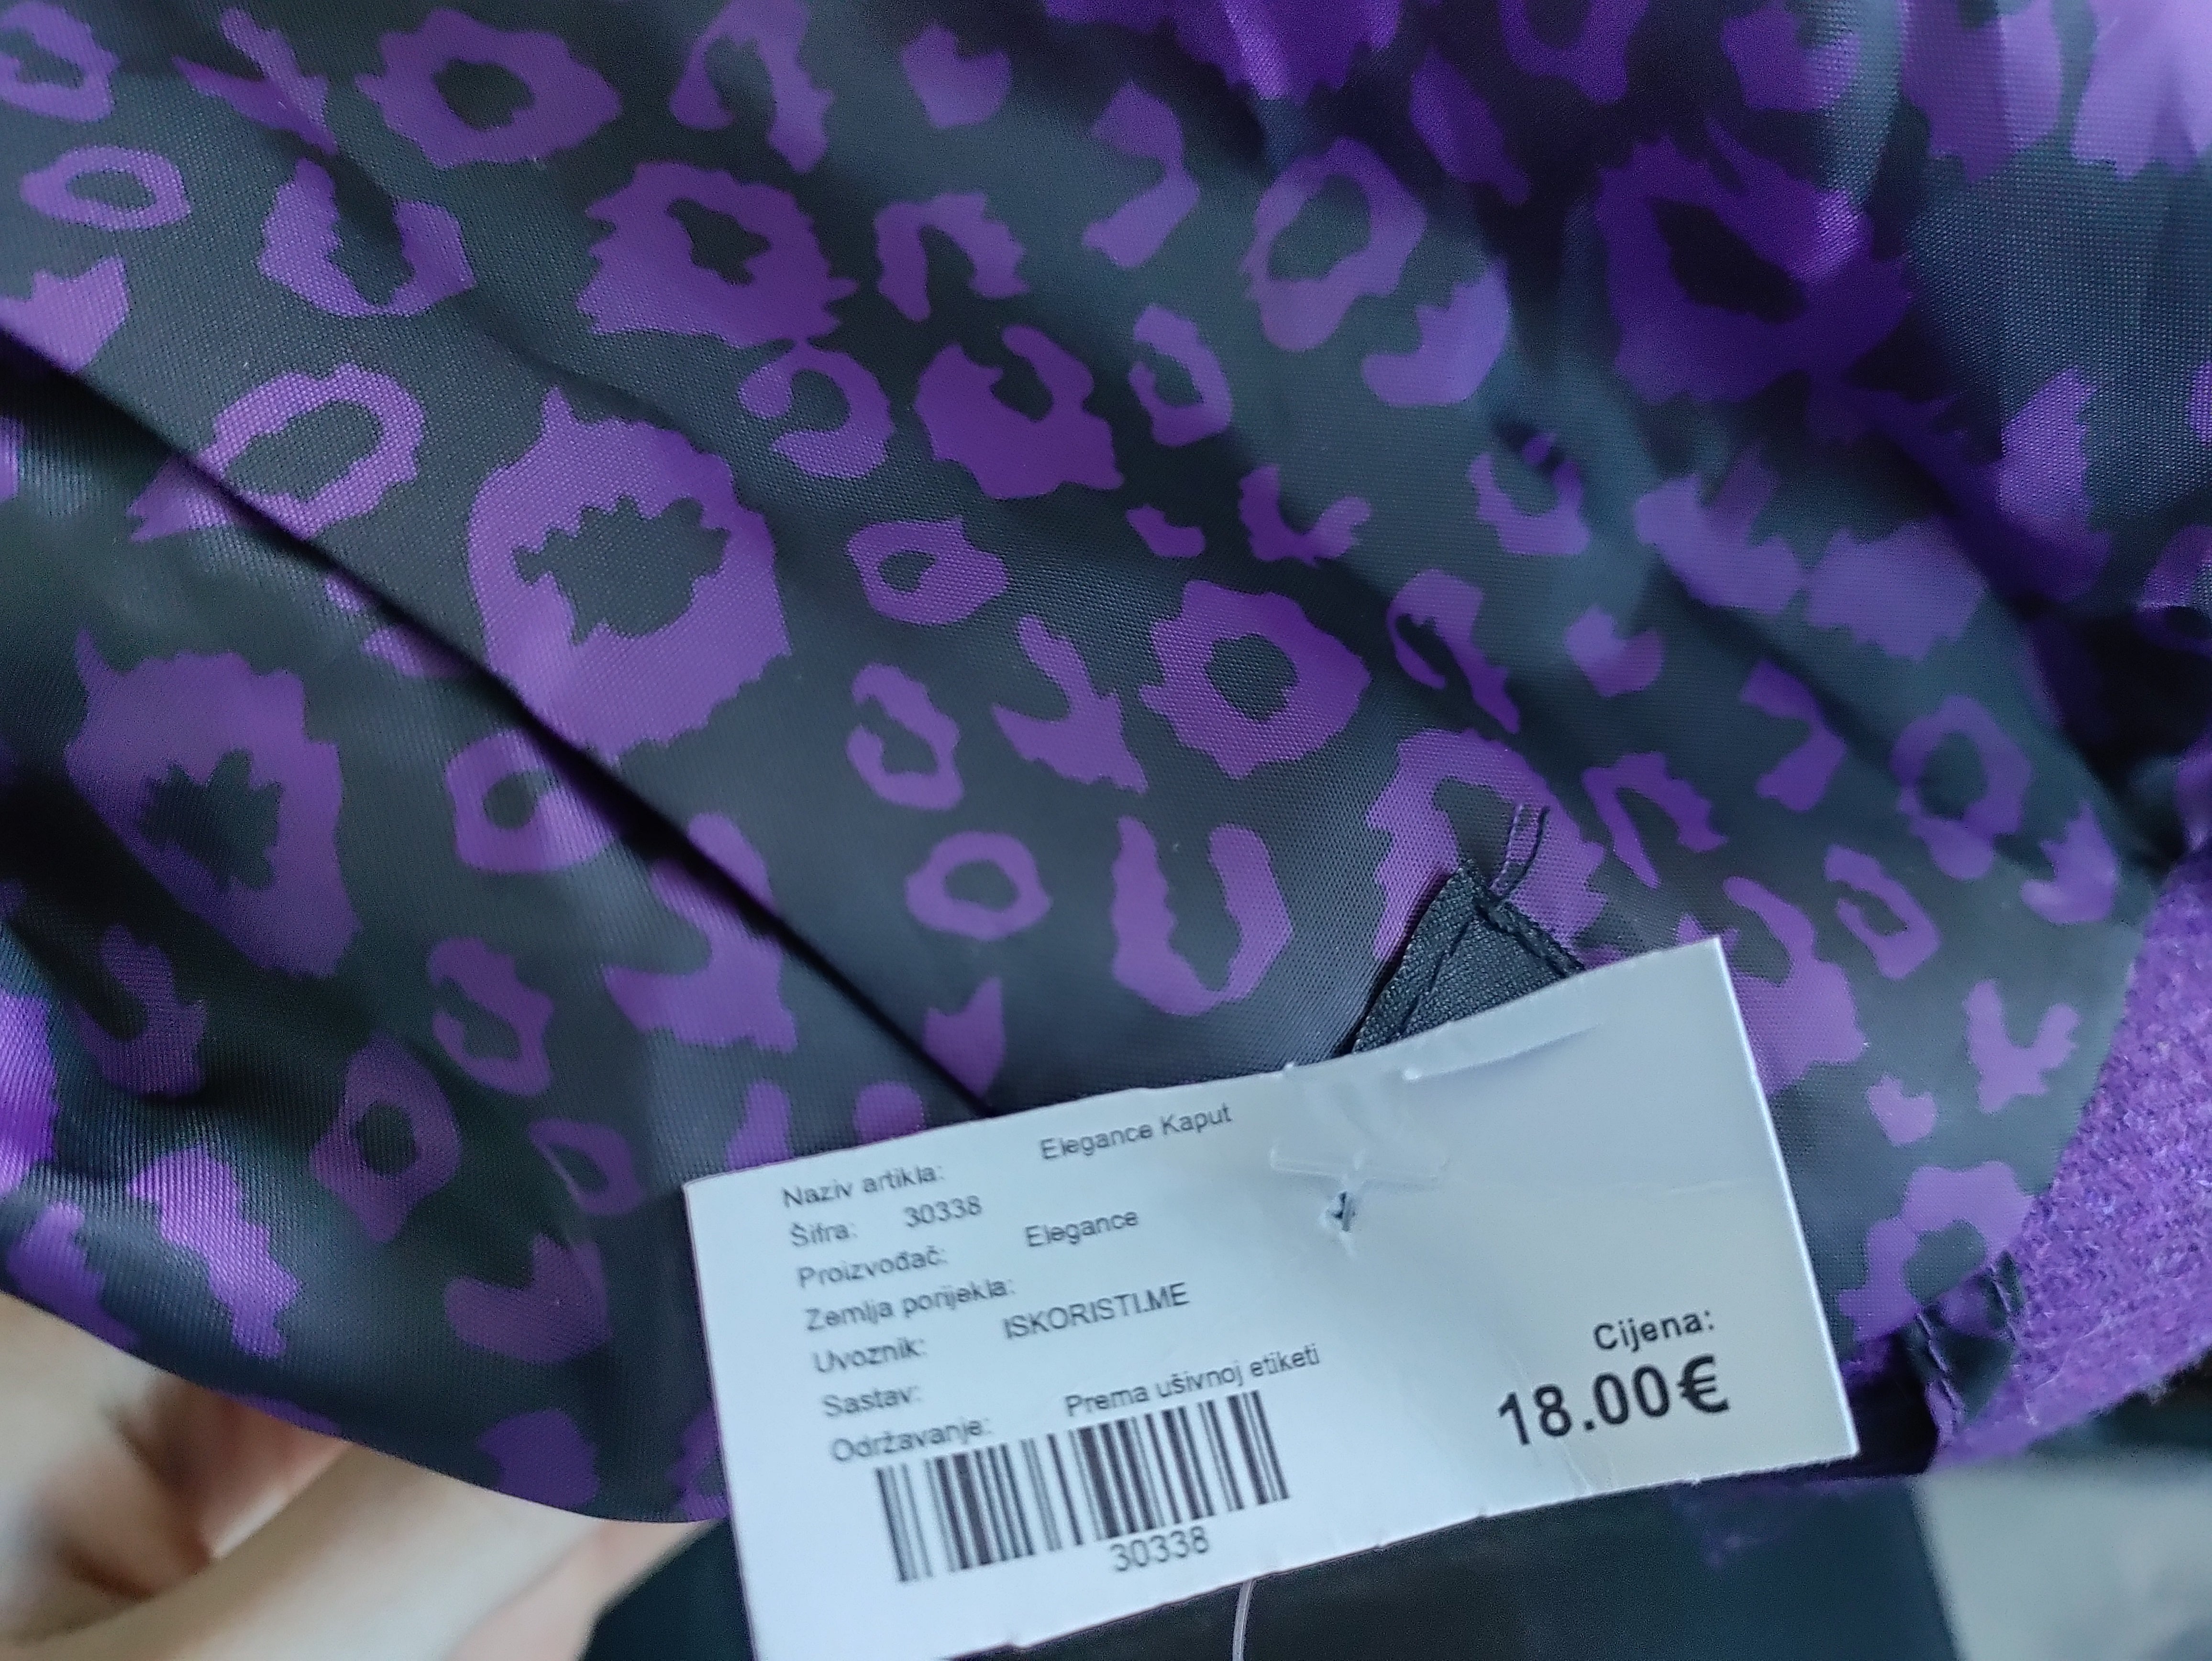 Naziv artikla: Elegance Kaput
Šifra: 30338
Proizvođač: Elegance
Zemlja porijekla:
Uvoznik: ISKORISTI.ME
Sastav:
Održavanje: Prema ušivnoj etiketi
30338
Cijena:
18.00€